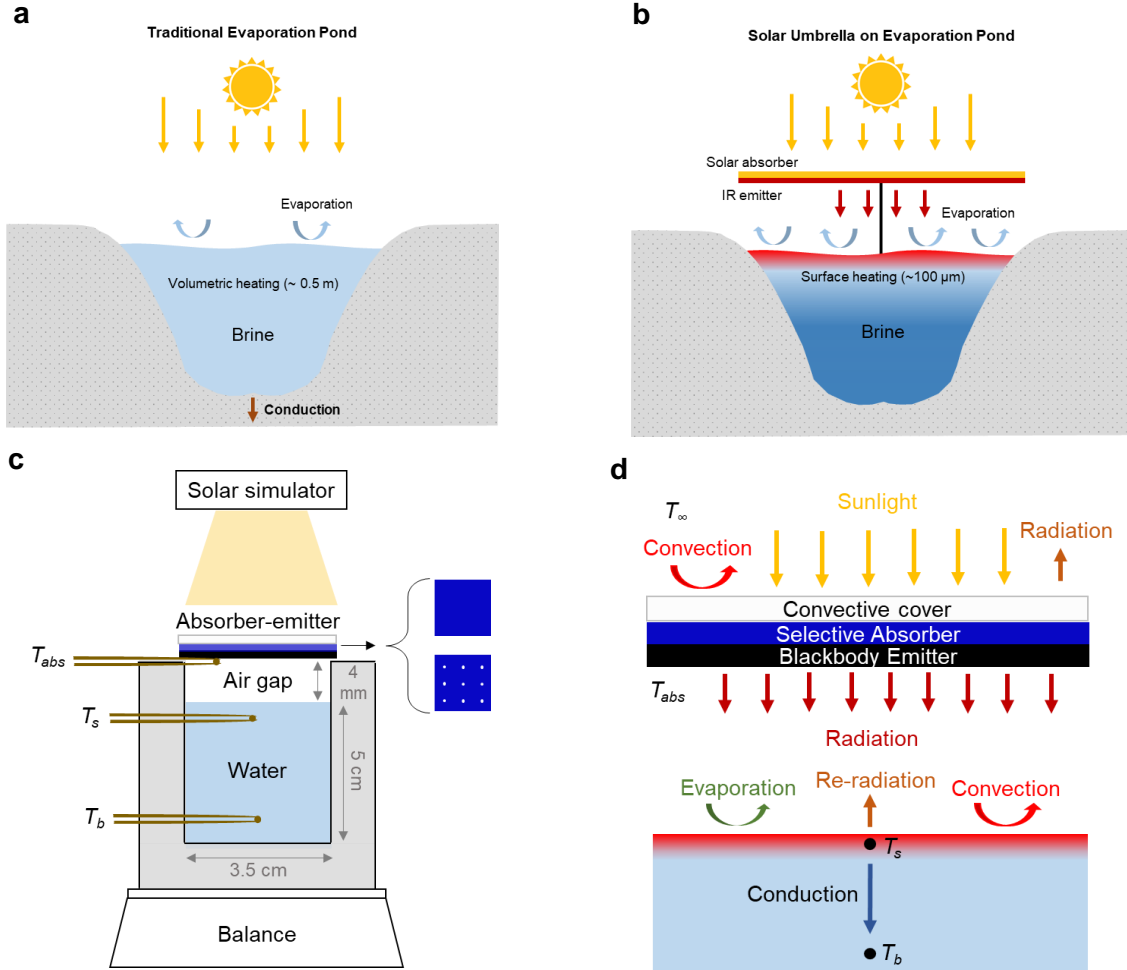 a
Traditional Evaporation Pond
Evaporation
Volumetric heating (~ 0.5 m)
Brine
Conduction
b
Solar Umbrella on Evaporation Pond
Solar absorber
IR emitter
Evaporation
Surface heating (~100 µm)
Brine
c
Solar simulator
Absorber-emitter
T_abs
Air gap
4
mm
T_s
Water
5 cm
T_b
3.5 cm
Balance
d
T_∞
Sunlight
Convection
Radiation
Convective cover
Selective Absorber
Blackbody Emitter
T_abs
Radiation
Evaporation
Re-radiation
Convection
T_s
Conduction
T_b